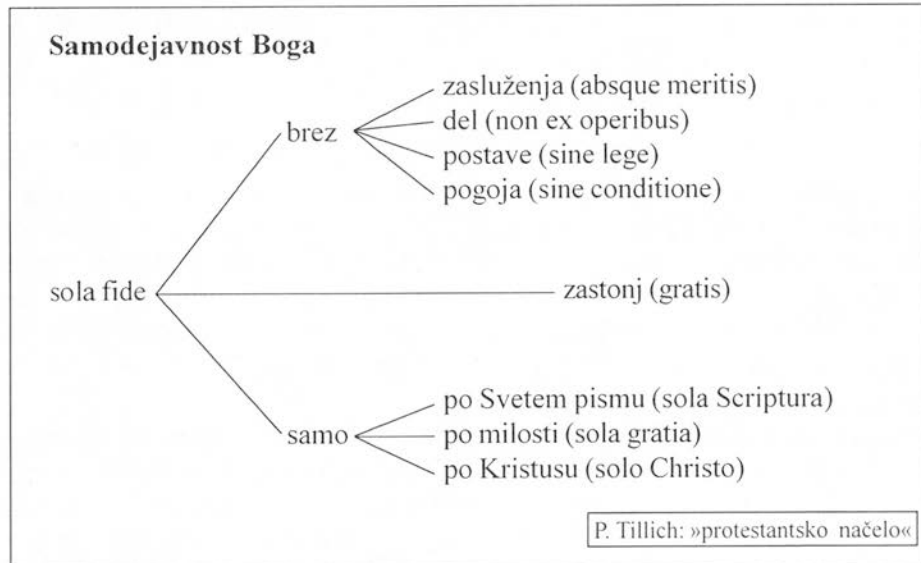 Samodejavnost Boga
zasluženja (absque meritis)
brez
del (non ex operibus)
postave (sine lege)
pogoja (sine conditione)
sola fide
zastonj (gratis)
po Svetem pismu (sola Scriptura)
samo
po milosti (sola gratia)
po Kristusu (solo Christo)
P. Tillich: »protestantsko načelo«